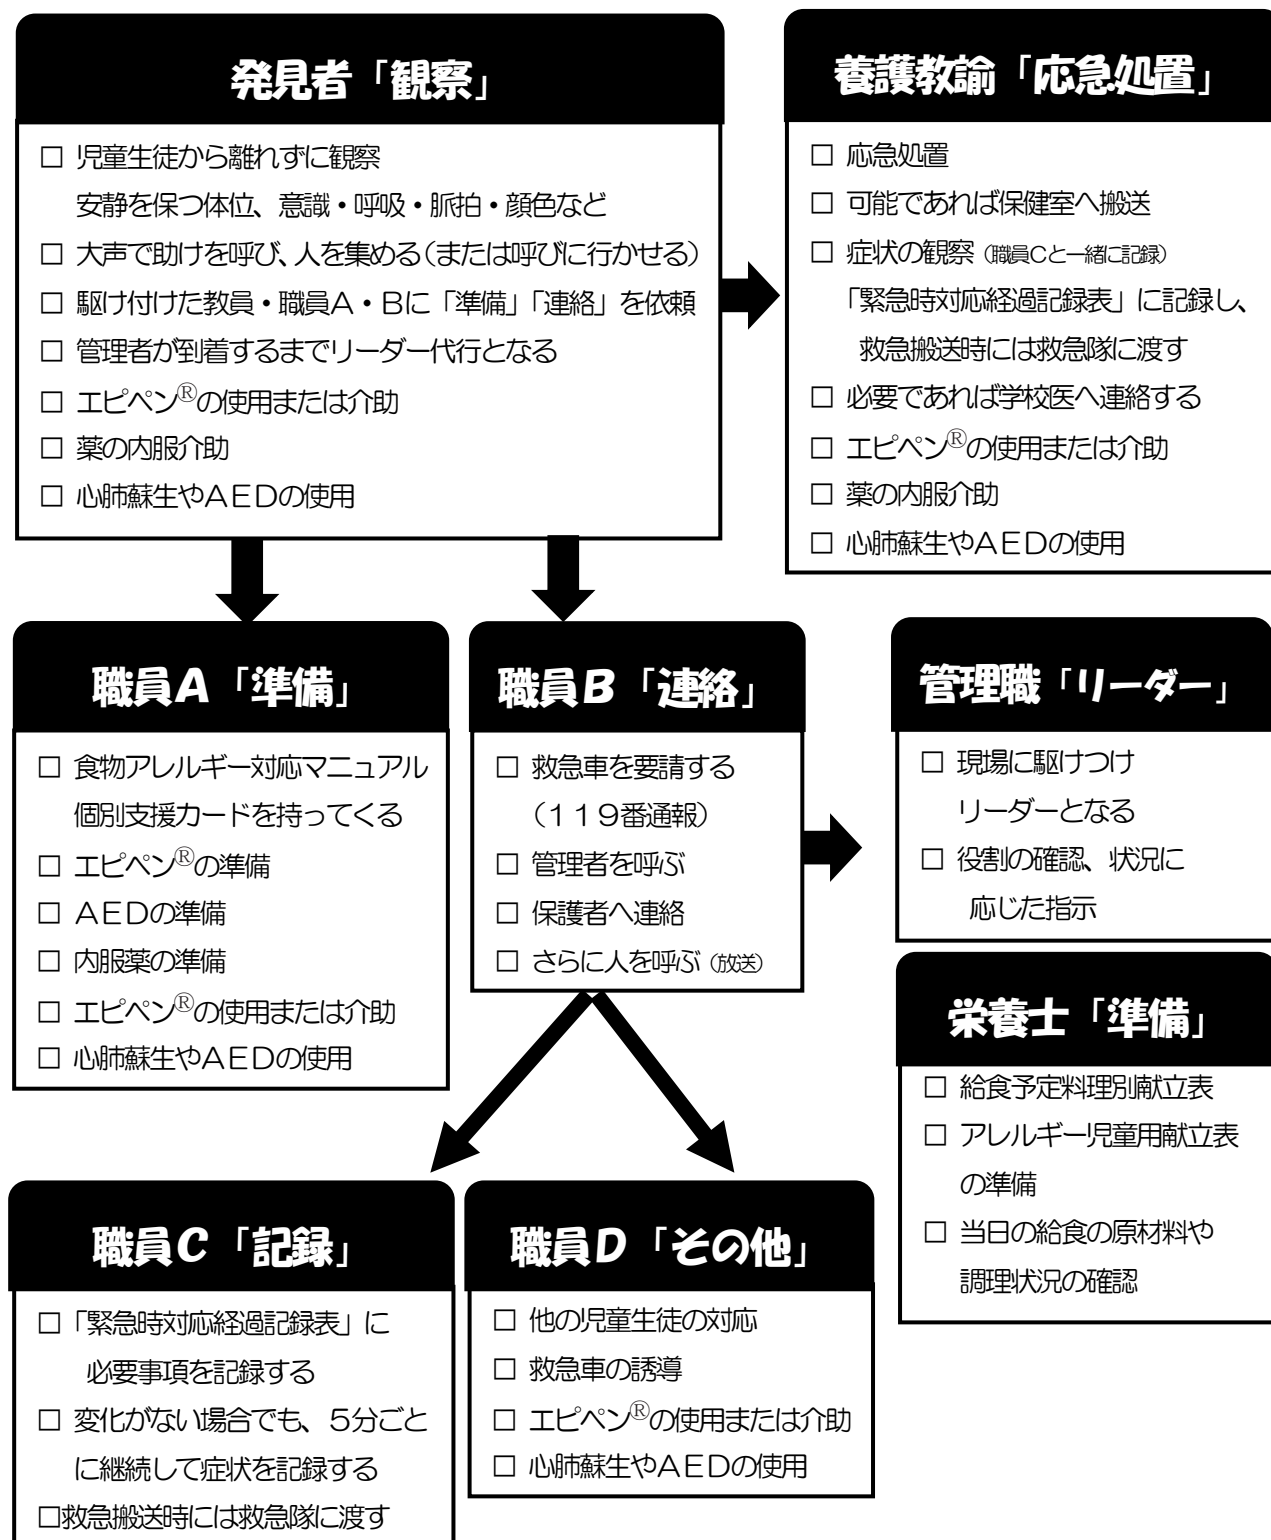 発見者「観察」
□ 児童生徒から離れずに観察
安静を保つ体位、意識・呼吸・脈拍・顔色など
□ 大声で助けを呼び、人を集める（または呼びに行かせる）
□ 駆け付けた教員・職員Ａ・Ｂに「準備」「連絡」を依頼
□ 管理者が到着するまでリーダー代行となる
□ エピペン®の使用または介助
□ 薬の内服介助
□ 心肺蘇生やＡＥＤの使用
養護教諭「応急処置」
□ 応急処置
□ 可能であれば保健室へ搬送
□ 症状の観察（職員Ｃと一緒に記録）
「緊急時対応経過記録表」に記録し、
救急搬送時には救急隊に渡す
□ 必要であれば学校医へ連絡する
□ エピペン®の使用または介助
□ 薬の内服介助
□ 心肺蘇生やＡＥＤの使用
職員Ａ「準備」
□ 食物アレルギー対応マニュアル
個別支援カードを持ってくる
□ エピペン®の準備
□ ＡＥＤの準備
□ 内服薬の準備
□ エピペン®の使用または介助
□ 心肺蘇生やＡＥＤの使用
職員Ｂ「連絡」
□ 救急車を要請する
（１１９番通報）
□ 管理者を呼ぶ
□ 保護者へ連絡
□ さらに人を呼ぶ（放送）
管理職「リーダー」
□ 現場に駆けつけ
リーダーとなる
□ 役割の確認、状況に
応じた指示
栄養士「準備」
□ 給食予定料理別献立表
□ アレルギー児童用献立表
の準備
□ 当日の給食の原材料や
調理状況の確認
職員Ｃ「記録」
□「緊急時対応経過記録表」に
必要事項を記録する
□ 変化がない場合でも、５分ごと
に継続して症状を記録する
□救急搬送時には救急隊に渡す
職員Ｄ「その他」
□ 他の児童生徒の対応
□ 救急車の誘導
□ エピペン®の使用または介助
□ 心肺蘇生やＡＥＤの使用